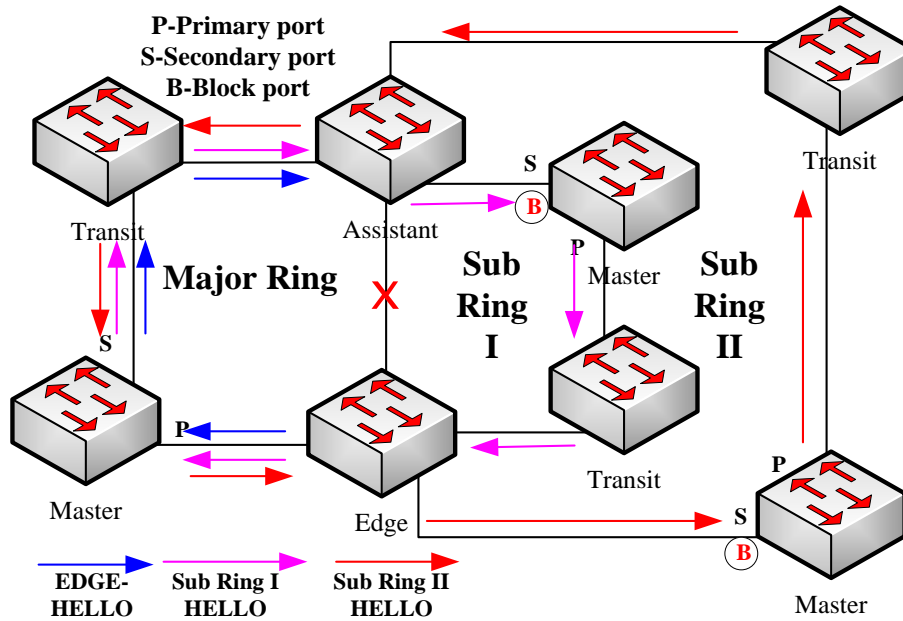 P-Primary port
S-Secondary port
B-Block port
Transit
Assistant
S
B
P
Master
Transit
Major Ring
Sub
Ring
I
Sub
Ring
II
X
S
P
Master
Edge
Transit
P
S
B
Master
EDGE-
HELLO
Sub Ring I
HELLO
Sub Ring II
HELLO